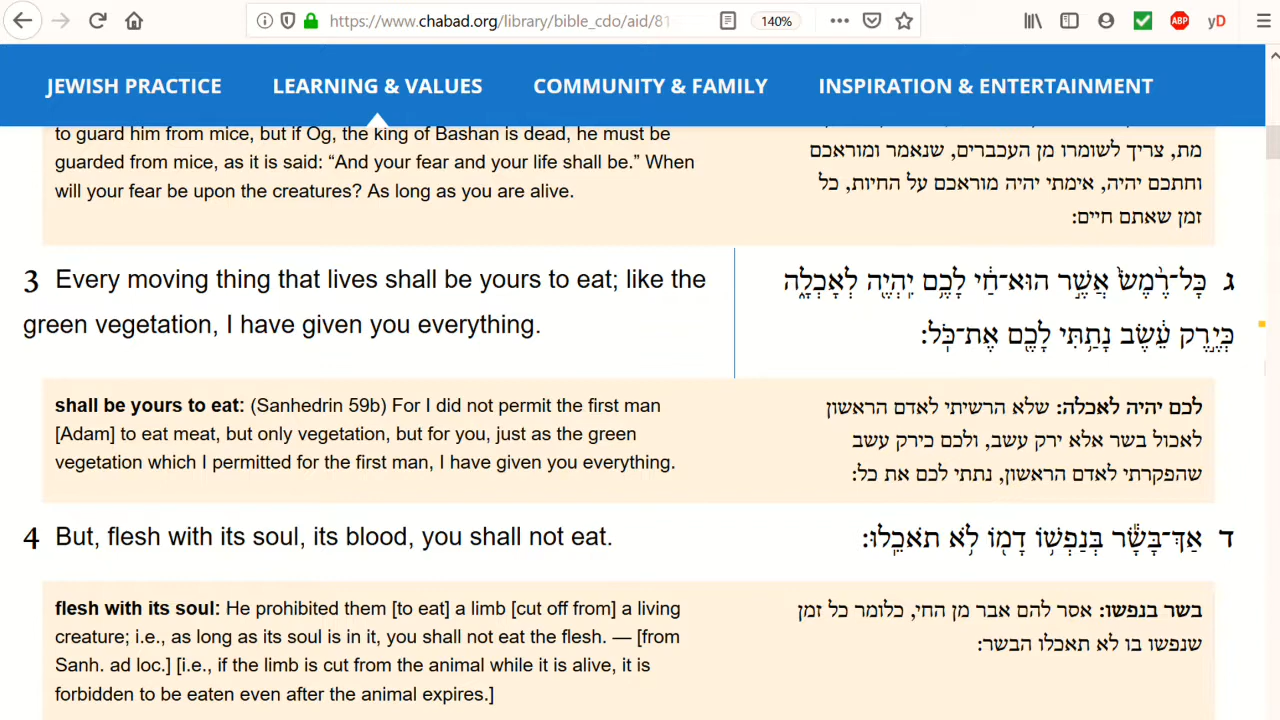 https://www.chabad.org/library/bible_cdo/aid/81
140%
ABP
yD
JEWISH PRACTICE
LEARNING & VALUES
COMMUNITY & FAMILY
INSPIRATION & ENTERTAINMENT
to guard him from mice, but if Og, the king of Bashan is dead, he must be
guarded from mice, as it is said: “And your fear and your life shall be.” When
will your fear be upon the creatures? As long as you are alive.
מת, צריך לשומרו מן העכברים, שנאמר ומוראכם
וחתכם יהיה, אימתי יהיה מוראכם על החיות, כל
זמן שאתם חיים:
3 Every moving thing that lives shall be yours to eat; like the
green vegetation, I have given you everything.
ג כָּל־רֶ֨מֶשׂ֙ אֲשֶׁ֣ר הוּא־חַ֔י לָכֶ֥ם יִֽהְיֶ֖ה לְאָכְלָ֑ה
כְּיֶ֣רֶק עֵ֔שֶׂב נָתַ֥תִּי לָכֶ֖ם אֶת־כֹּֽל:
shall be yours to eat: (Sanhedrin 59b) For I did not permit the first man
[Adam] to eat meat, but only vegetation, but for you, just as the green
vegetation which I permitted for the first man, I have given you everything.
לכם יהיה לאכלה: שלא הרשיתי לאדם הראשון
לאכול בשר אלא ירק עשב, ולכם כירק עשב
שהפקרתי לאדם הראשון, נתתי לכם את כל:
4 But, flesh with its soul, its blood, you shall not eat.
ד אַךְ־בָּשָׂ֕ר בְּנַפְשׁ֥וֹ דָמ֖וֹ לֹ֥א תֹאכֵֽלוּ:
flesh with its soul: He prohibited them [to eat] a limb [cut off from] a living
creature; i.e., as long as its soul is in it, you shall not eat the flesh. — [from
Sanh. ad loc.] [i.e., if the limb is cut from the animal while it is alive, it is
forbidden to be eaten even after the animal expires.]
בשר בנפשו: אסר להם אבר מן החי, כלומר כל זמן
שנפשו בו לא תאכלו הבשר: